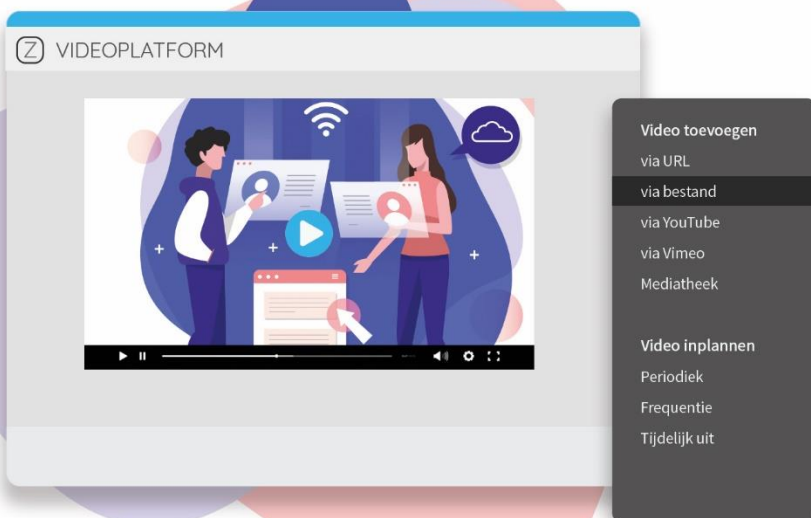 Z VIDEOPLATFORM
Video toevoegen
via URL
via bestand
via YouTube
via Vimeo
Mediatheek
Video inplannen
Periodiek
Frequentie
Tijdelijk uit